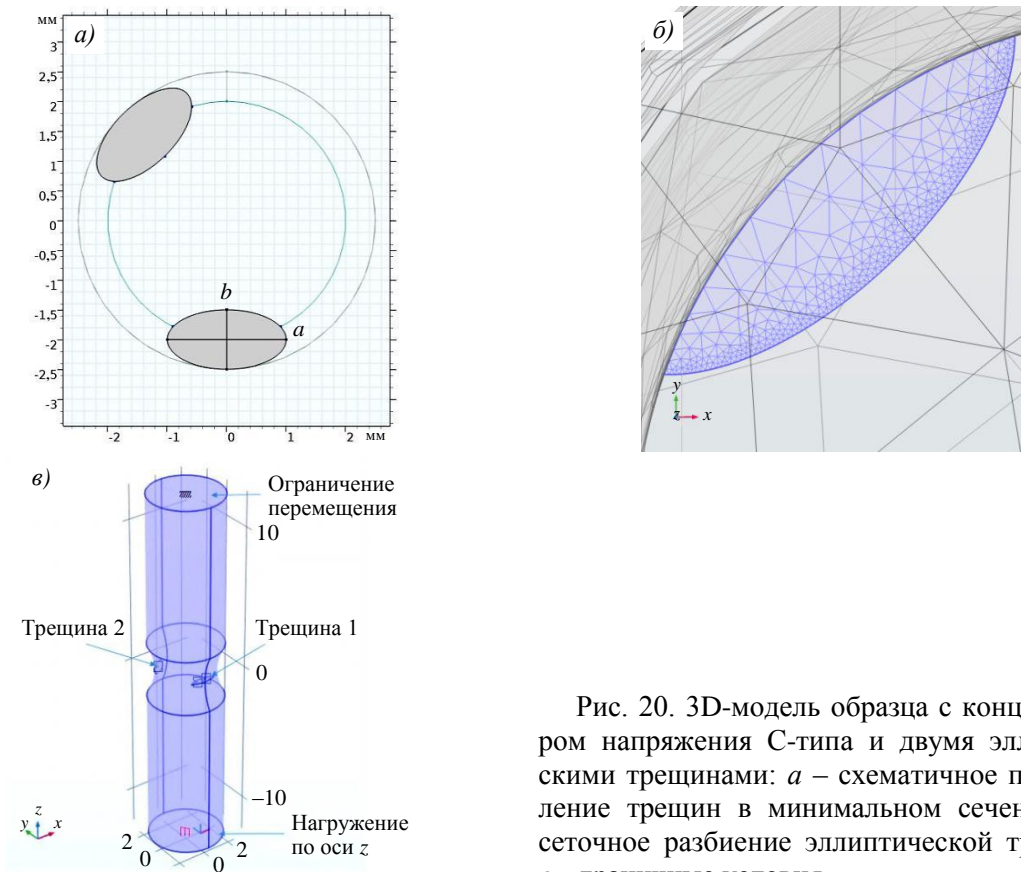 мм
а)
3
2,5
2
1,5
1
0,5
0
-0,5
-1
-1,5
-2
-2,5
-3
b
a
-2 -1 0 1 2 мм
б)
y
z x
в)
Ограничение
перемещения
10
Трещина 2 Трещина 1
0
–10
Нагружение
по оси z
z
y x
2 0 0 2
Рис. 20. 3D-модель образца с конц
ром напряжения С-типа и двумя элл
скими трещинами: а – схематичное п
ление трещин в минимальном сечен
сеточное разбиение эллиптической тр